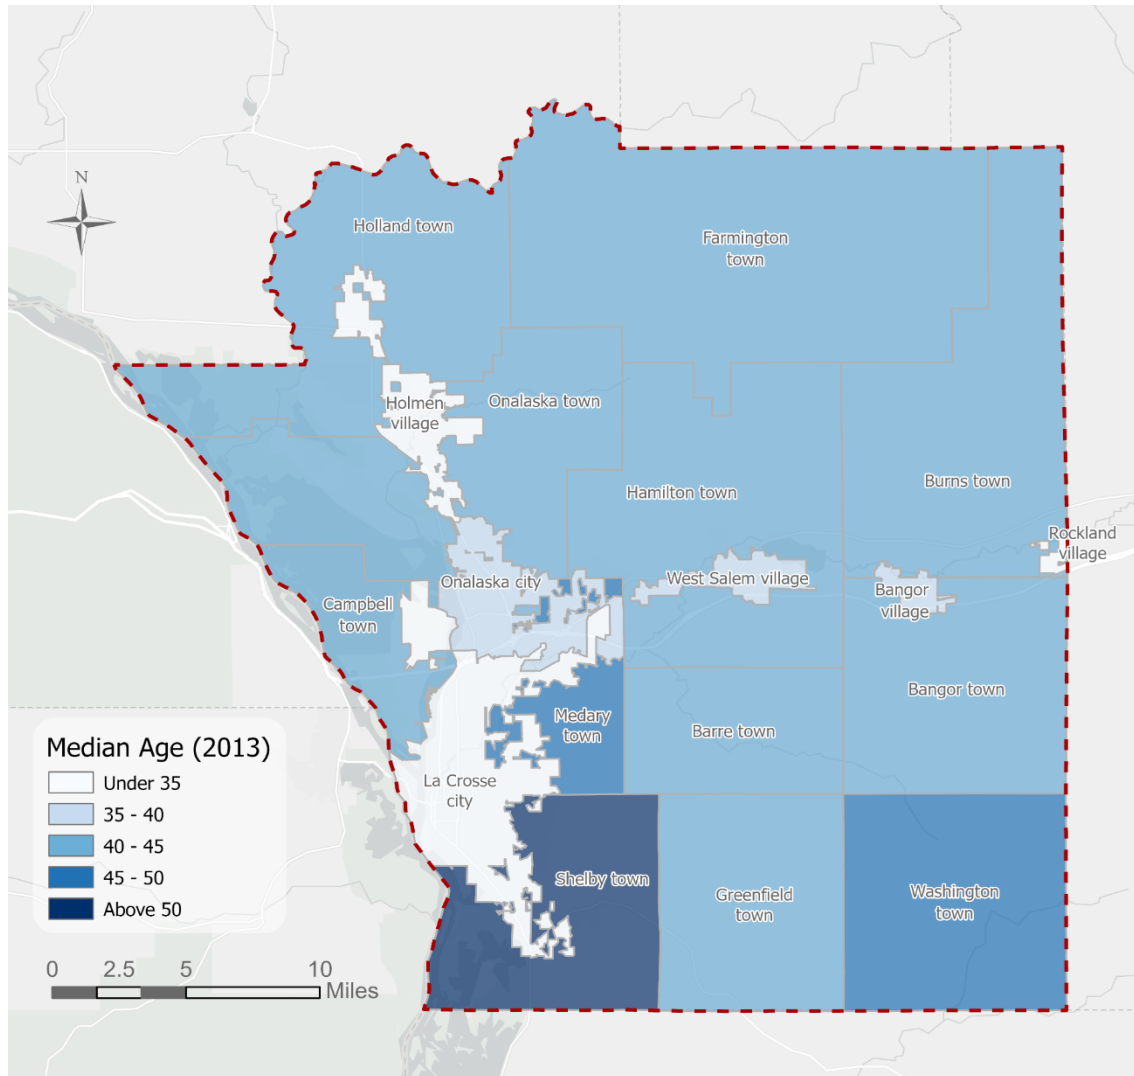 N
Holland town
Farmington
town
Holmen
village
Onalaska town
Hamilton town
Burns town
Rockland
village
Onalaska city
West Salem village
Bangor
village
Campbell
town
Medary
town
Barre town
Bangor town
La Crosse
city
Shelby town
Greenfield
town
Washington
town
Median Age (2013)
Under 35
35 - 40
40 - 45
45 - 50
Above 50
0 2.5 5 10
Miles